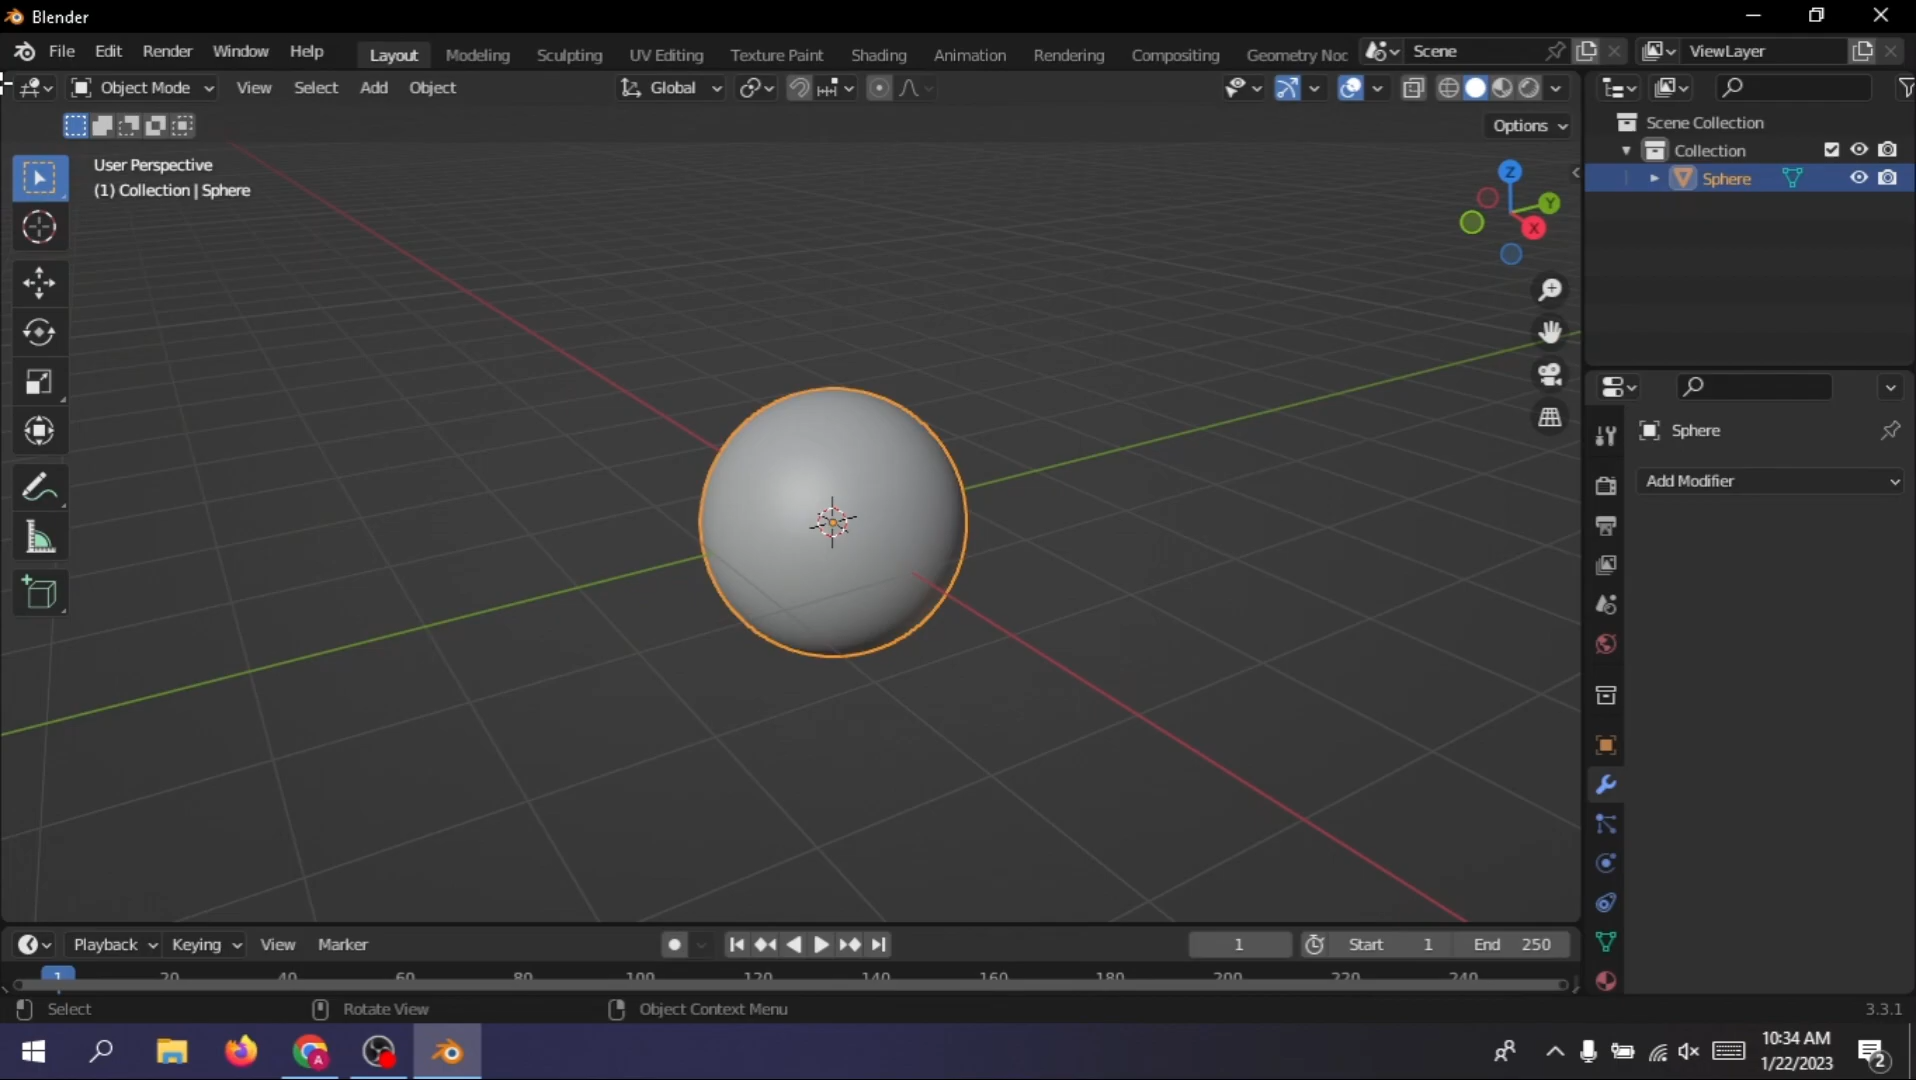 Blender
File Edit Render Window Help Layout Modeling Sculpting UV Editing Texture Paint Shading Animation Rendering Compositing Geometry Noc Scene ViewLayer
Object Mode View Select Add Object Global
Options
User Perspective
(1) Collection | Sphere
Z
Y
X
Scene Collection
Collection
Sphere
Sphere
Add Modifier
Playback Keying View Marker 1 Start 1 End 250
1 20 40 60 80 100 120 140 160 180 200 220 240
Select Rotate View Object Context Menu 3.3.1
A
10:34 AM
1/22/2023
2